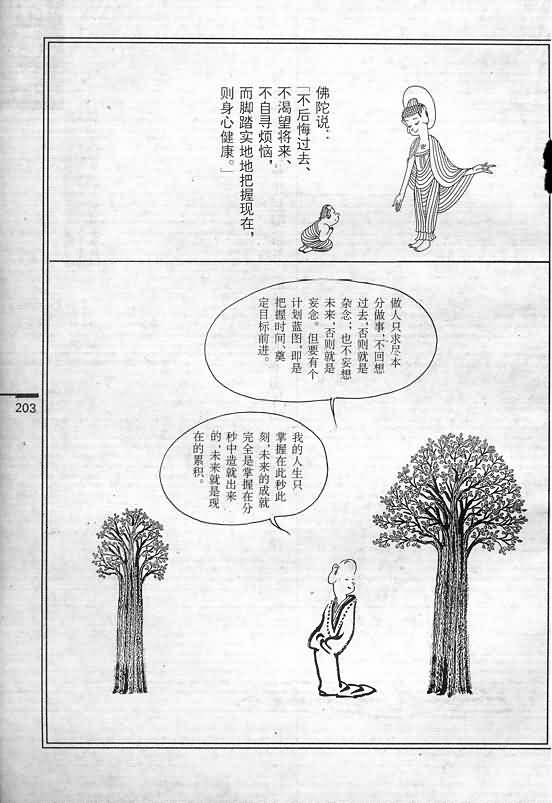 佛陀说：
「不后悔过去、
不渴望将来、
不自寻烦恼，
而脚踏实地地把握现在，
则身心健康。」
做人只求尽本
分做事，不回想
过去，否则就是
杂念；也不妄想
未来，否则就是
妄念。但要有个
计划蓝图，即是
把握时间、奠
定目标前进。
我的人生只
掌握在此秒此
刻，未来的成就
完全是掌握在分
秒中造就出来
的，未来就是现
在的累积。
203